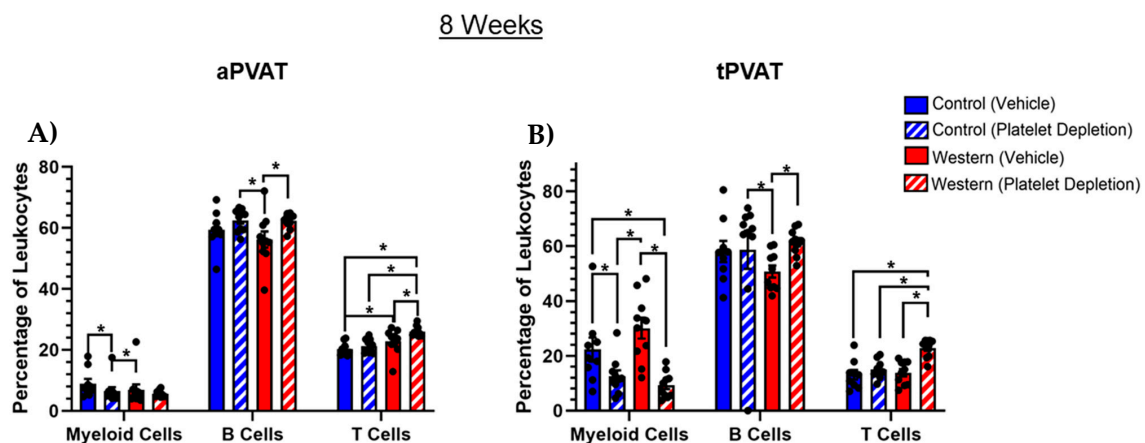 8 Weeks
aPVAT
tPVAT
Control (Vehicle)
Control (Platelet Depletion)
Western (Vehicle)
Western (Platelet Depletion)
A)
Percentage of Leukocytes
80
60
40
20
0
* * * * * * * *
Myeloid Cells B Cells T Cells
B)
Percentage of Leukocytes
80
60
40
20
0
* * * * * * * * *
Myeloid Cells B Cells T Cells